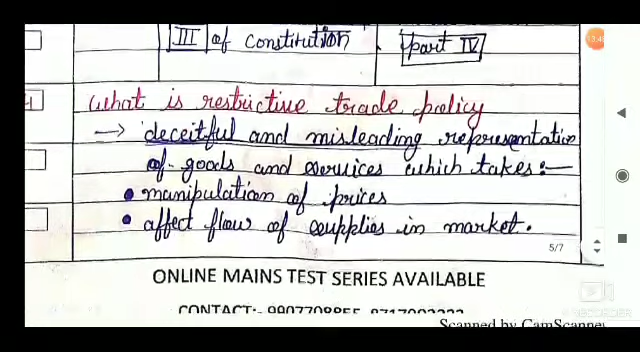 III of constitution
part IV
What is restrictive trade policy
→ deceitful and misleading representation
of goods and services which takes:—
• manipulation of prices
• affect flow of supplies in market.
5/7
ONLINE MAINS TEST SERIES AVAILABLE
CONTACT:-
Scanned by CamScanner